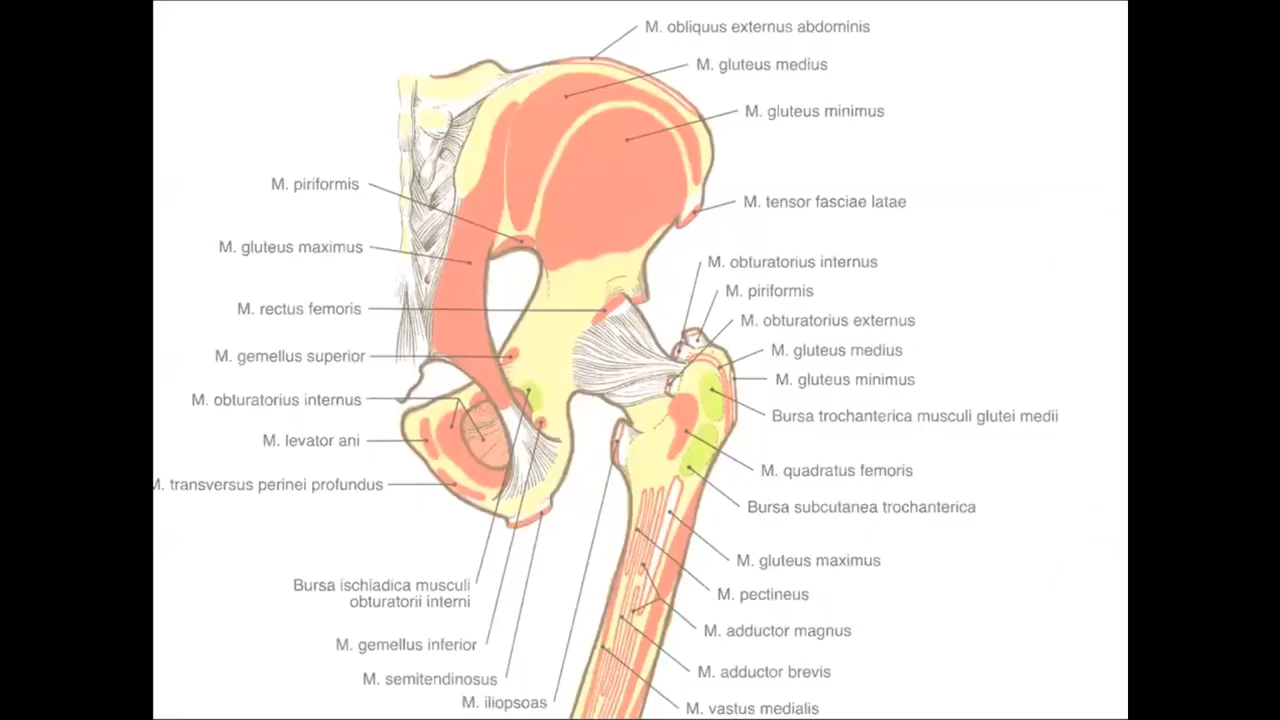 M. obliquus externus abdominis
M. gluteus medius
M. gluteus minimus
M. piriformis
M. tensor fasciae latae
M. gluteus maximus
M. obturatorius internus
M. piriformis
M. rectus femoris
M. obturatorius externus
M. gemellus superior
M. gluteus medius
M. gluteus minimus
M. obturatorius internus
Bursa trochanterica musculi glutei medii
M. levator ani
M. quadratus femoris
M. transversus perinei profundus
Bursa subcutanea trochanterica
M. gluteus maximus
Bursa ischiadica musculi
obturatorii interni
M. pectineus
M. adductor magnus
M. gemellus inferior
M. adductor brevis
M. semitendinosus
M. iliopsoas
M. vastus medialis